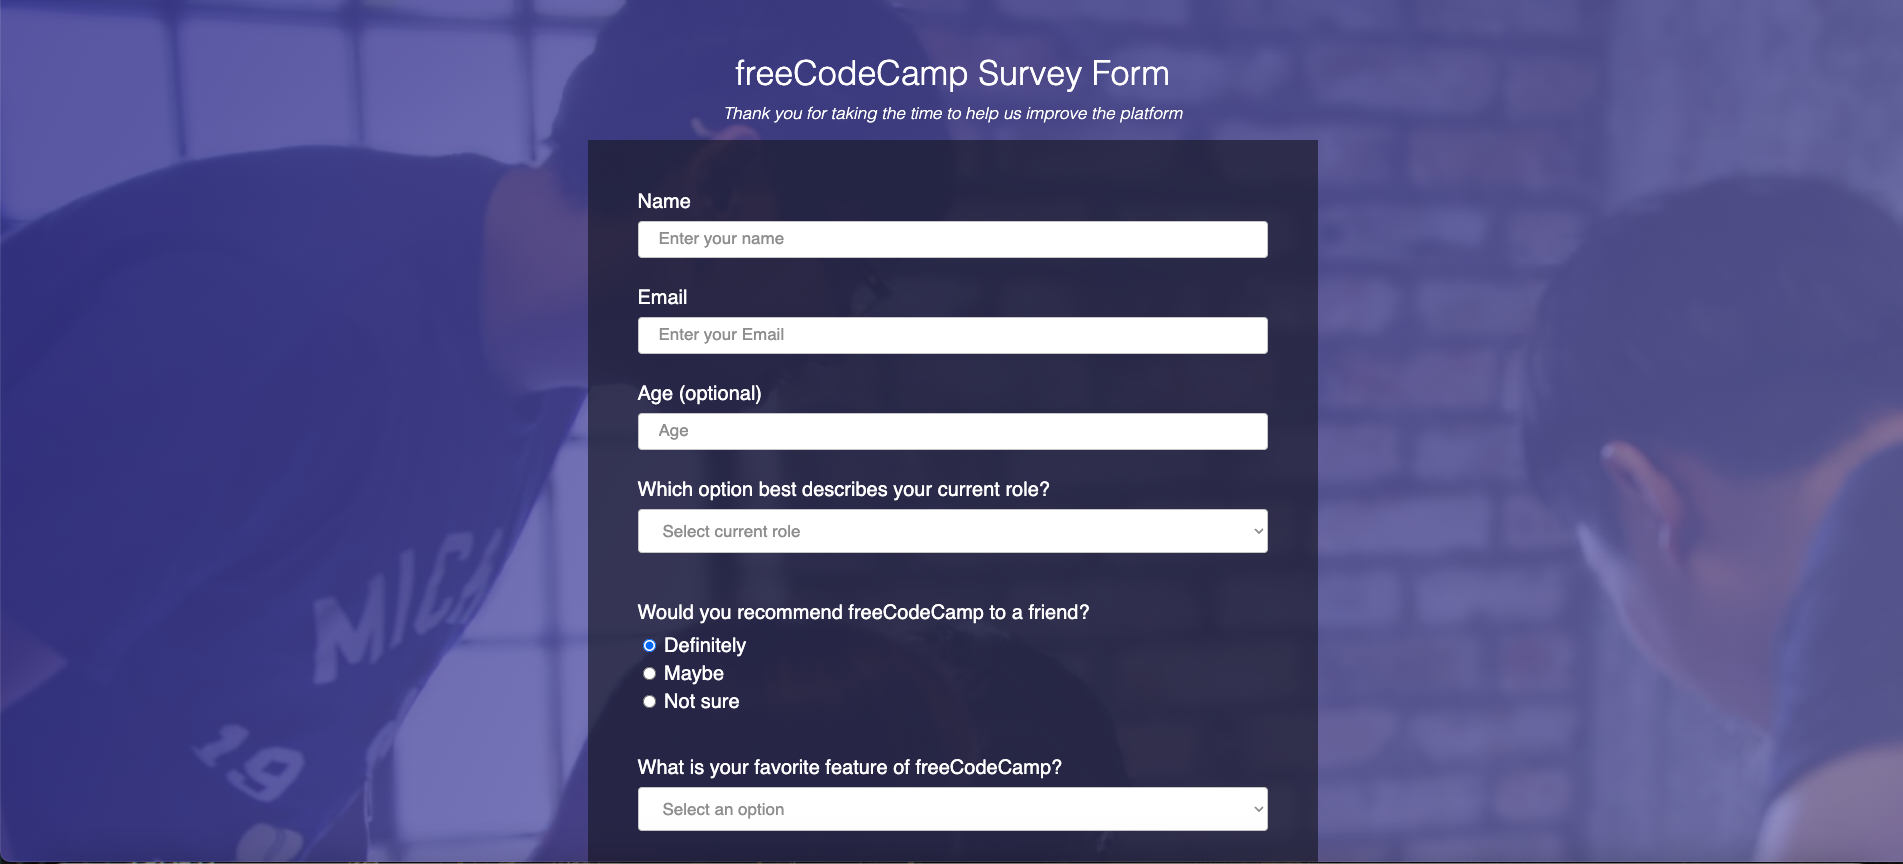 freeCodeCamp Survey Form
Thank you for taking the time to help us improve the platform
Name
Enter your name
Email
Enter your Email
Age (optional)
Age
Which option best describes your current role?
Select current role
Would you recommend freeCodeCamp to a friend?
Definitely
Maybe
Not sure
What is your favorite feature of freeCodeCamp?
Select an option
MICH
19